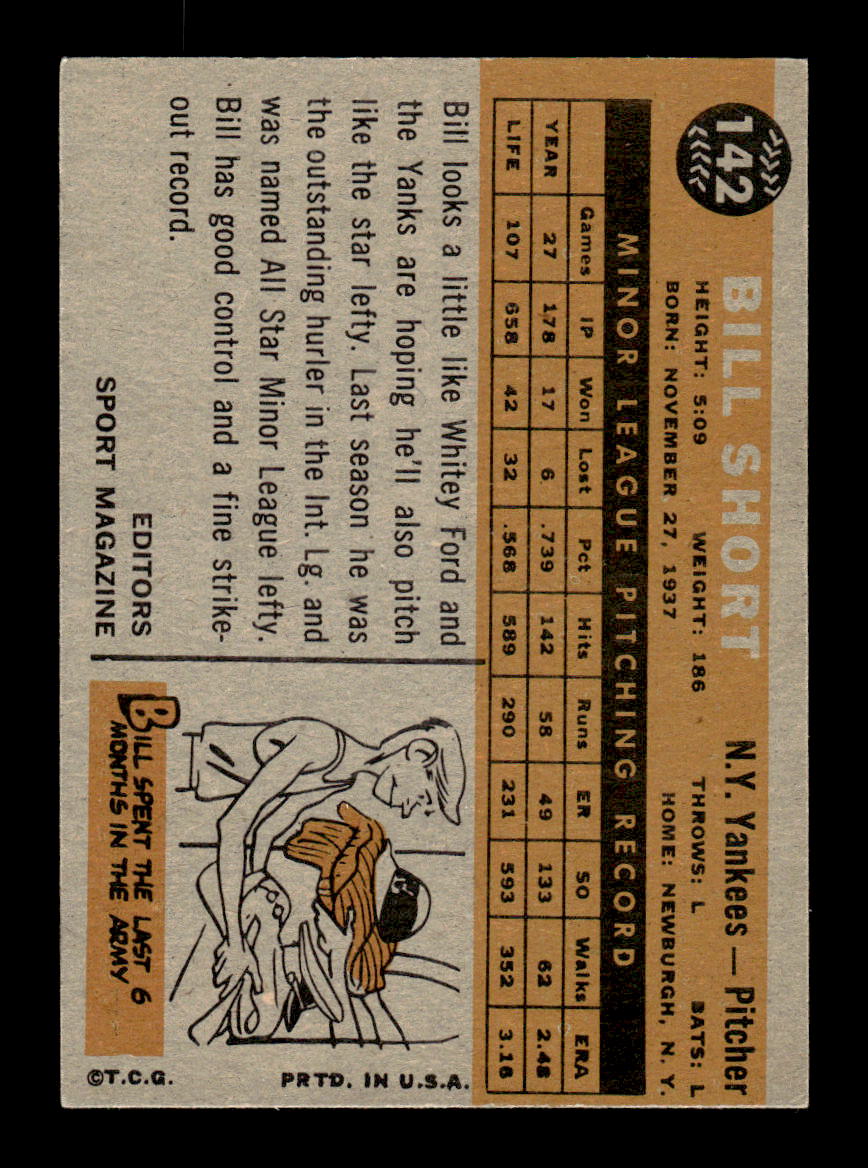 142
BILL SHORT
N.Y. Yankees — Pitcher
HEIGHT: 5:09 WEIGHT: 186 THROWS: L BATS: L
BORN: NOVEMBER 27, 1937 HOME: NEWBURGH, N. Y.
MINOR LEAGUE PITCHING RECORD
Games IP Won Lost Pct Hits Runs ER SO Walks ERA
YEAR 27 178 17 6 .739 142 58 49 133 62 2.48
LIFE 107 658 42 32 .568 589 290 231 593 352 3.16
Bill looks a little like Whitey Ford and
the Yanks are hoping he'll also pitch
like the star lefty. Last season he was
the outstanding hurler in the Int. Lg. and
was named All Star Minor League lefty.
Bill has good control and a fine strike-
out record.
EDITORS
SPORT MAGAZINE
BILL SPENT THE LAST 6
MONTHS IN THE ARMY
©T.C.G. PRTD. IN U.S.A.